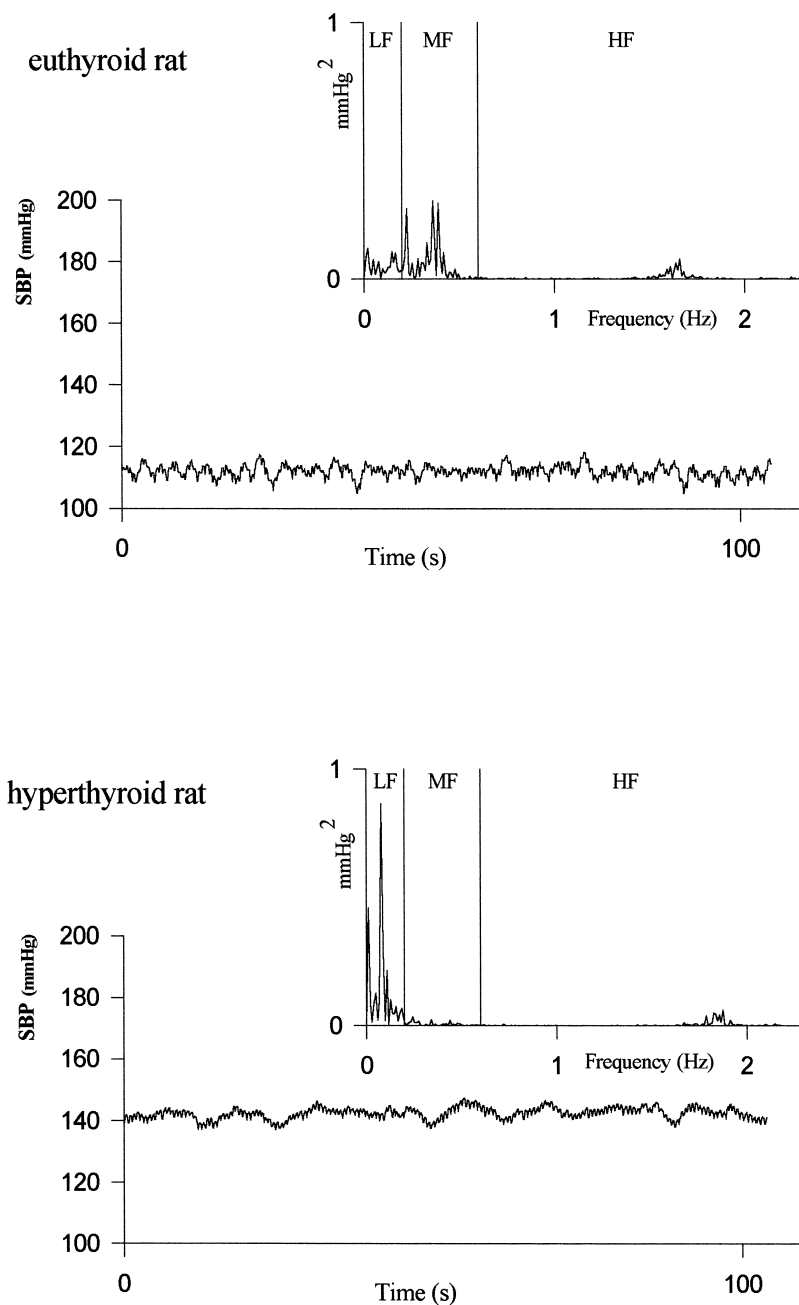 euthyroid rat
1
LF MF HF
mmHg2
0
0 1 Frequency (Hz) 2
SBP (mmHg)
200
180
160
140
120
100
0 100
Time (s)
hyperthyroid rat
1
LF MF HF
mmHg2
0
0 1 Frequency (Hz) 2
SBP (mmHg)
200
180
160
140
120
100
0 100
Time (s)